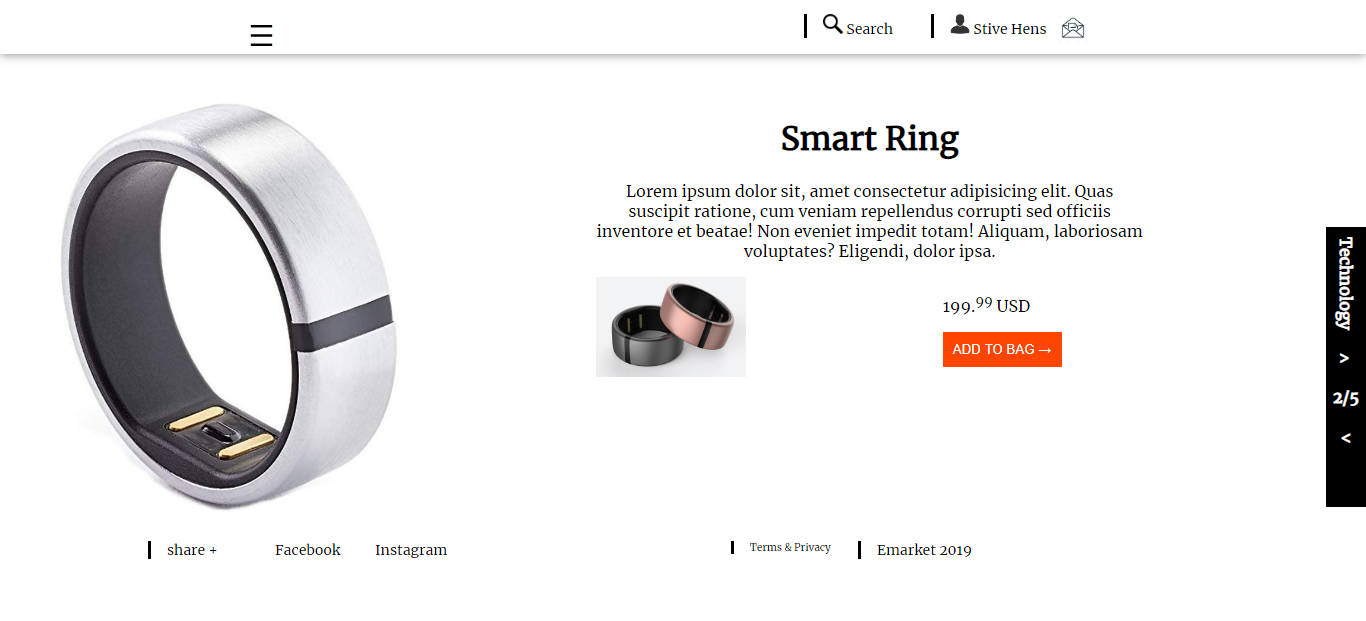 ☰
Search
Stive Hens
Smart Ring
Lorem ipsum dolor sit, amet consectetur adipisicing elit. Quas
suscipit ratione, cum veniam repellendus corrupti sed officiis
inventore et beatae! Non eveniet impedit totam! Aliquam, laboriosam
voluptates? Eligendi, dolor ipsa.
199.99 USD
ADD TO BAG →
Technology
>
2/5
<
share +
Facebook
Instagram
Terms & Privacy
Emarket 2019